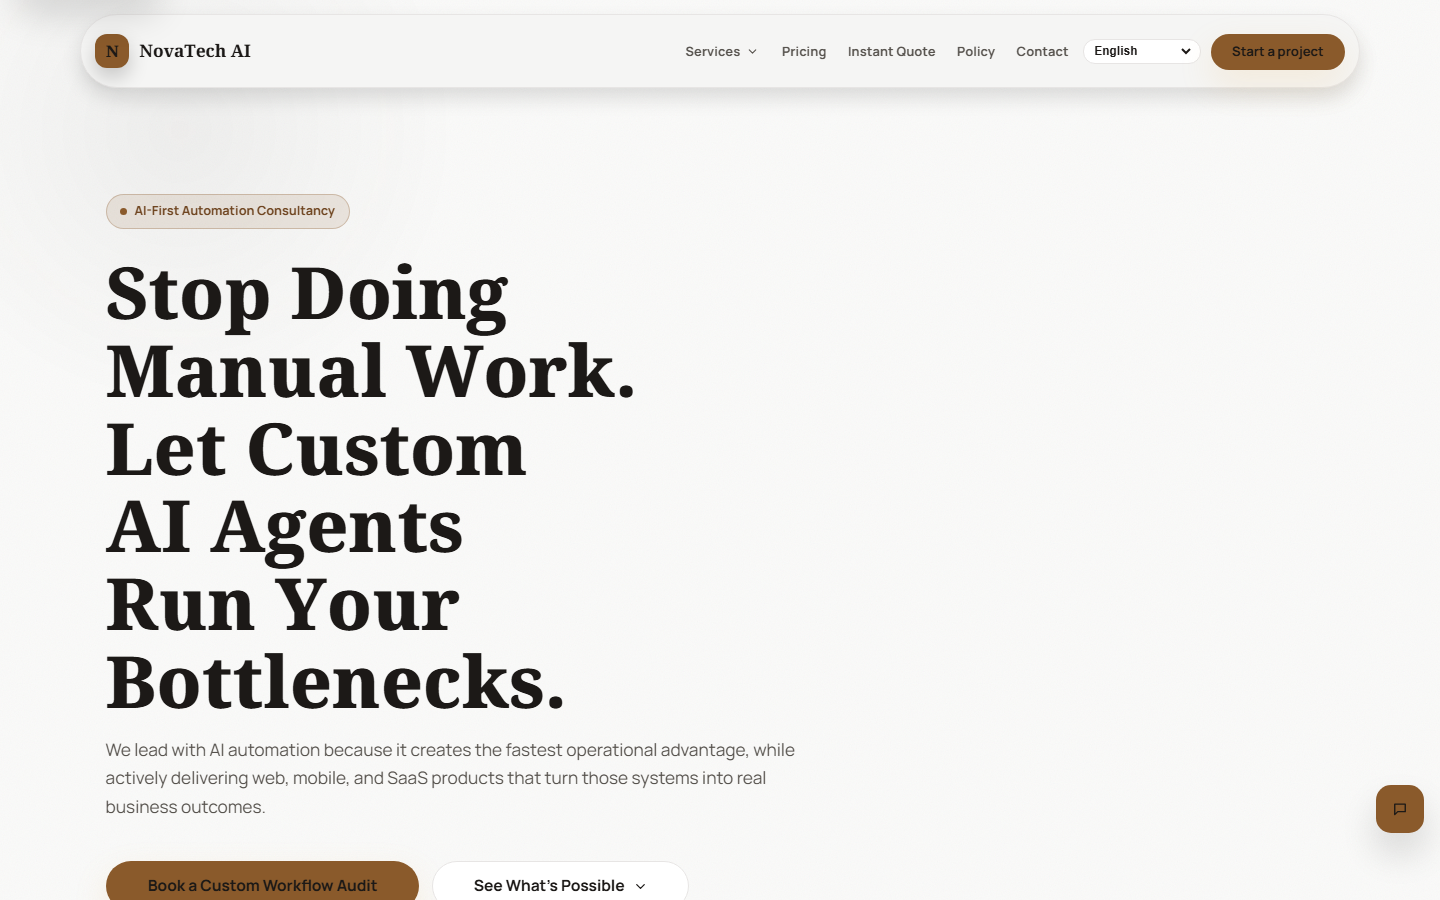 N NovaTech AI Services Pricing Instant Quote Policy Contact English Start a project
AI-First Automation Consultancy
Stop Doing
Manual Work.
Let Custom
AI Agents
Run Your
Bottlenecks.
We lead with AI automation because it creates the fastest operational advantage, while
actively delivering web, mobile, and SaaS products that turn those systems into real
business outcomes.
Book a Custom Workflow Audit See What's Possible